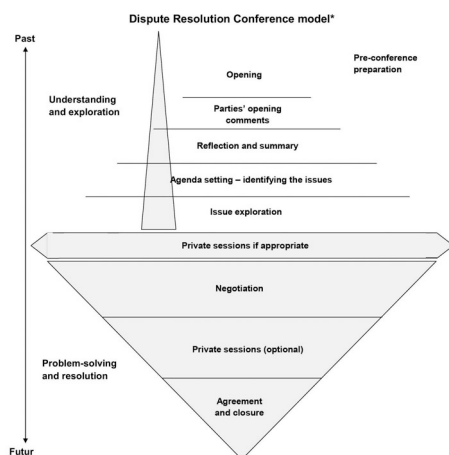 Dispute Resolution Conference model*
Past
Pre-conference
preparation
Opening
Understanding
and exploration
Parties' opening
comments
Reflection and summary
Agenda setting – identifying the issues
Issue exploration
Private sessions if appropriate
Negotiation
Private sessions (optional)
Problem-solving
and resolution
Agreement
and closure
Futur